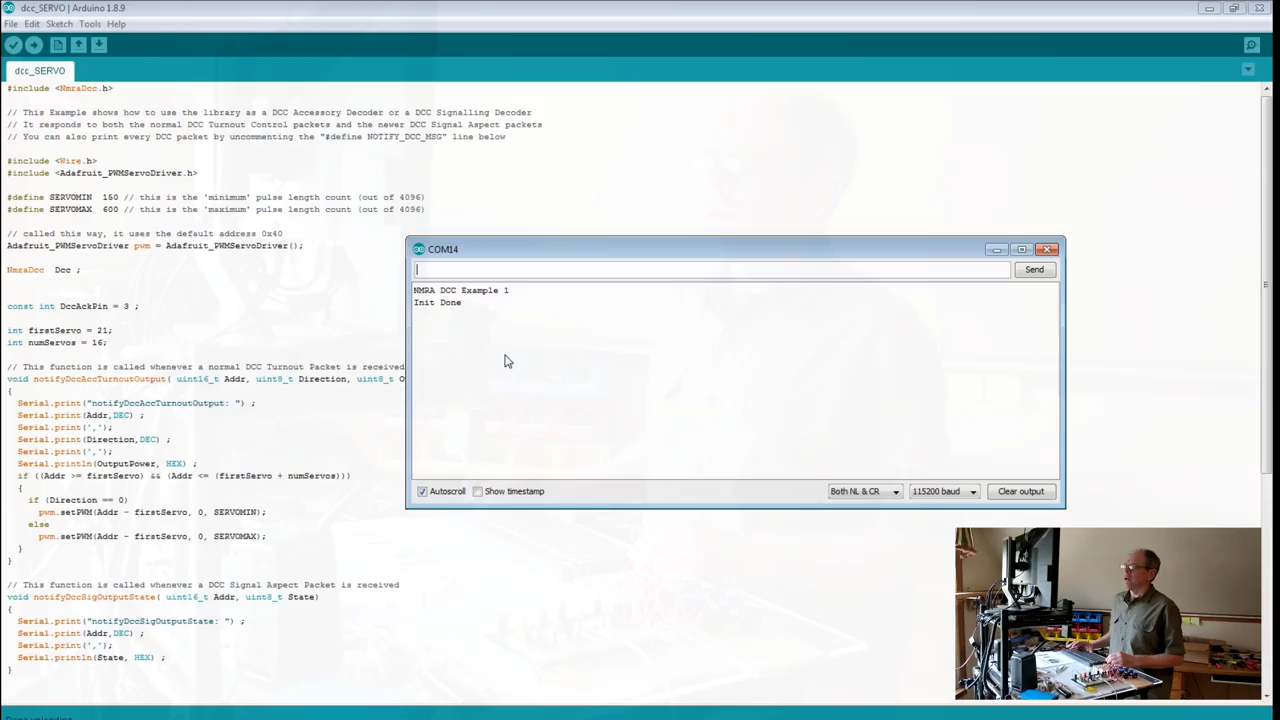 dcc_SERVO | Arduino 1.8.9
File Edit Sketch Tools Help
dcc_SERVO
#include <NmraDcc.h>
// This Example shows how to use the library as a DCC Accessory Decoder or a DCC Signalling Decoder
// It responds to both the normal DCC Turnout Control packets and the newer DCC Signal Aspect packets
// You can also print every DCC packet by uncommenting the "#define NOTIFY_DCC_MSG" line below
#include <Wire.h>
#include <Adafruit_PWMServoDriver.h>
#define SERVOMIN 150 // this is the 'minimum' pulse length count (out of 4096)
#define SERVOMAX 600 // this is the 'maximum' pulse length count (out of 4096)
// called this way, it uses the default address 0x40
Adafruit_PWMServoDriver pwm = Adafruit_PWMServoDriver();
NmraDcc Dcc ;
const int DccAckPin = 3 ;
int firstServo = 21;
int numServos = 16;
// This function is called whenever a normal DCC Turnout Packet is received
void notifyDccAccTurnoutOutput( uint16_t Addr, uint8_t Direction, uint8_t O
{
Serial.print("notifyDccAccTurnoutOutput: ") ;
Serial.print(Addr,DEC) ;
Serial.print(',');
Serial.print(Direction,DEC) ;
Serial.print(',');
Serial.println(OutputPower, HEX) ;
if ((Addr >= firstServo) && (Addr <= (firstServo + numServos)))
{
if (Direction == 0)
pwm.setPWM(Addr - firstServo, 0, SERVOMIN);
else
pwm.setPWM(Addr - firstServo, 0, SERVOMAX);
}
}
// This function is called whenever a DCC Signal Aspect Packet is received
void notifyDccSigOutputState( uint16_t Addr, uint8_t State)
{
Serial.print("notifyDccSigOutputState: ") ;
Serial.print(Addr,DEC) ;
Serial.print(',');
Serial.println(State, HEX) ;
}
COM14
Send
NMRA DCC Example 1
Init Done
Autoscroll Show timestamp Both NL & CR 115200 baud Clear output